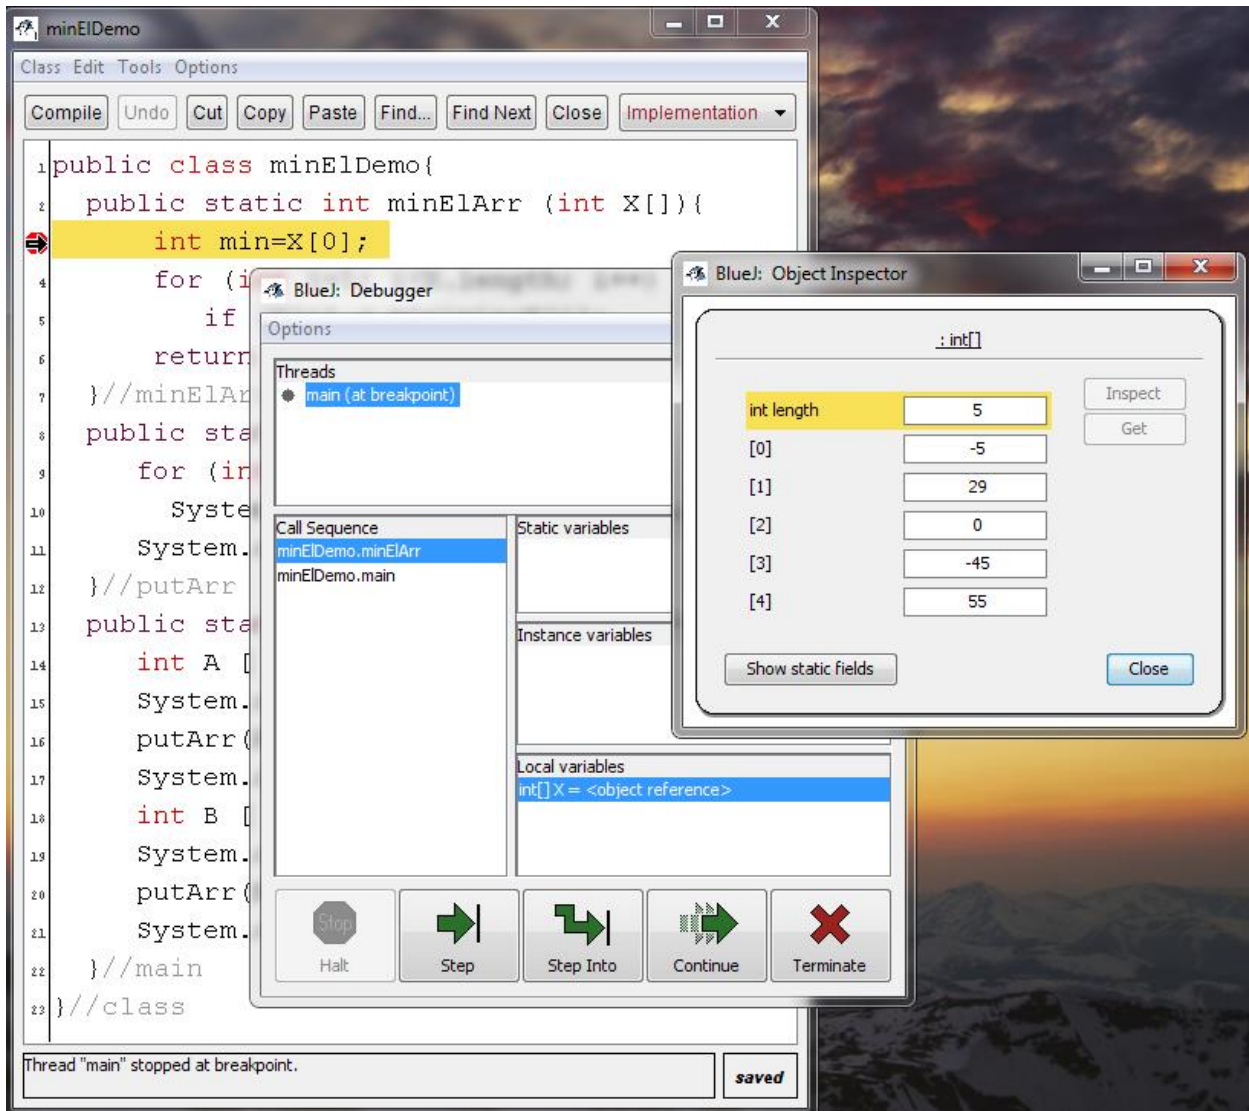 minElDemo
Class Edit Tools Options
Compile Undo Cut Copy Paste Find... Find Next Close Implementation
1 public class minElDemo{
2 public static int minElArr (int X[]){
int min=X[0];
4 for (i
5 if
6 return
7 }//minElAr
8 public sta
9 for (in
10 Syste
11 System.
12 }//putArr
13 public sta
14 int A [
15 System.
16 putArr(
17 System.
18 int B [
19 System.
20 putArr(
21 System.
22 }//main
23 }//class
Thread "main" stopped at breakpoint.
saved
BlueJ: Debugger
Options
Threads
main (at breakpoint)
Call Sequence
minElDemo.minElArr
minElDemo.main
Static variables
Instance variables
Local variables
int[] X = <object reference>
Stop
Halt
Step
Step Into
Continue
Terminate
BlueJ: Object Inspector
: int[]
int length 5
[0] -5
[1] 29
[2] 0
[3] -45
[4] 55
Inspect
Get
Show static fields
Close